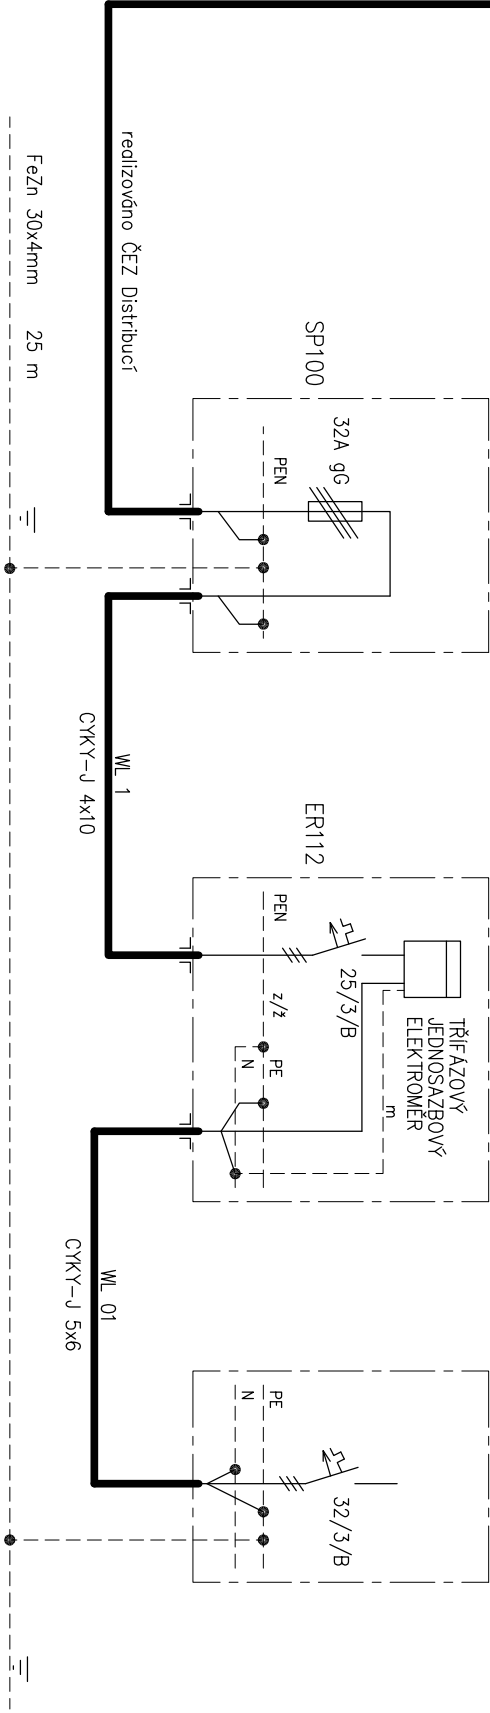 SP100
32A gG
PEN
realizováno ČEZ Distribucí
FeZn 30x4mm 25 m
WL 1
CYKY-J 4x10
ER112
TŘÍFÁZOVÝ
JEDNOSAZBOVÝ
ELEKTROMĚR
m
25/3/B
PEN
z/ž
PE
N
WL 01
CYKY-J 5x6
32/3/B
PE
N